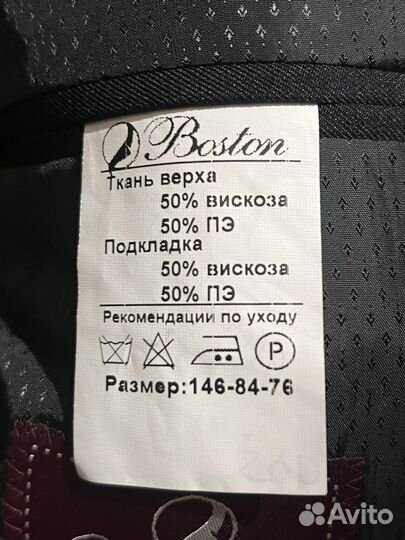 Boston
Ткань верха
50% вискоза
50% ПЭ
Подкладка
50% вискоза
50% ПЭ
Рекомендации по уходу
P
Размер:146-84-76
Avito